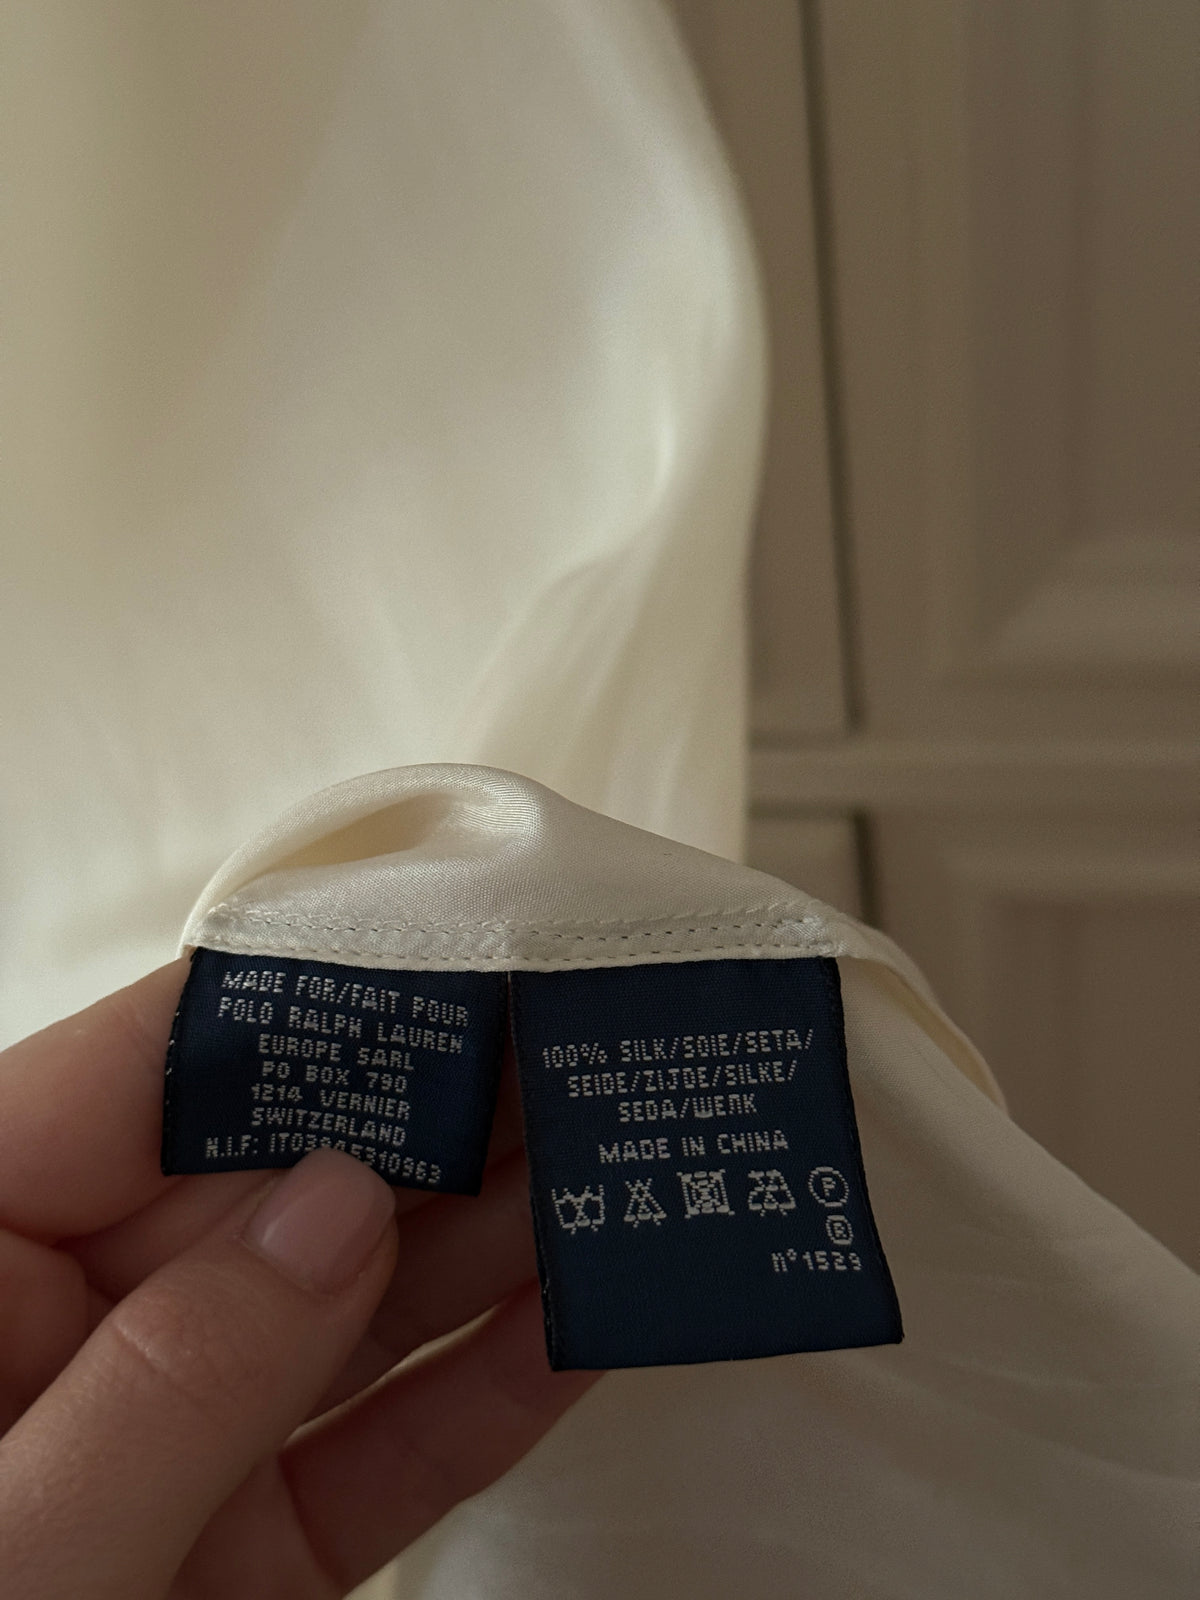 MADE FOR/FAIT POUR
POLO RALPH LAUREN
EUROPE SARL
PO BOX 790
1214 VERNIER
SWITZERLAND
N.I.F:
100% SILK/SOIE/SETA/
SEIDE/ZIJDE/SILKE/
SEDA/ШЕЛК
MADE IN CHINA
P
R
n°1529